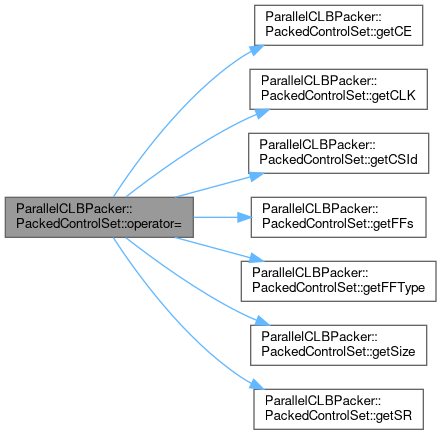 ParallelCLBPacker::
PackedControlSet::getCE
ParallelCLBPacker::
PackedControlSet::getCLK
ParallelCLBPacker::
PackedControlSet::getCSId
ParallelCLBPacker::
PackedControlSet::operator=
ParallelCLBPacker::
PackedControlSet::getFFs
ParallelCLBPacker::
PackedControlSet::getFFType
ParallelCLBPacker::
PackedControlSet::getSize
ParallelCLBPacker::
PackedControlSet::getSR